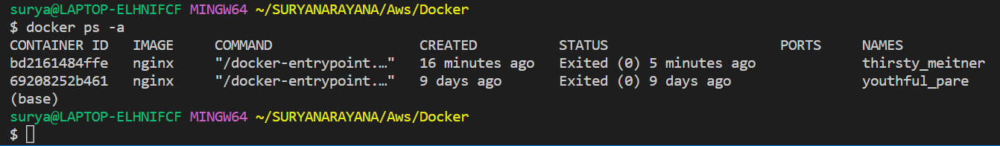 surya@LAPTOP-ELHNIFCF MINGW64 ~/SURYANARAYANA/Aws/Docker
$ docker ps -a
CONTAINER ID   IMAGE     COMMAND                  CREATED          STATUS                     PORTS     NAMES
bd2161484ffe   nginx     "/docker-entrypoint.…"   16 minutes ago   Exited (0) 5 minutes ago             thirsty_meitner
69208252b461   nginx     "/docker-entrypoint.…"   9 days ago       Exited (0) 9 days ago                youthful_pare
(base)
surya@LAPTOP-ELHNIFCF MINGW64 ~/SURYANARAYANA/Aws/Docker
$